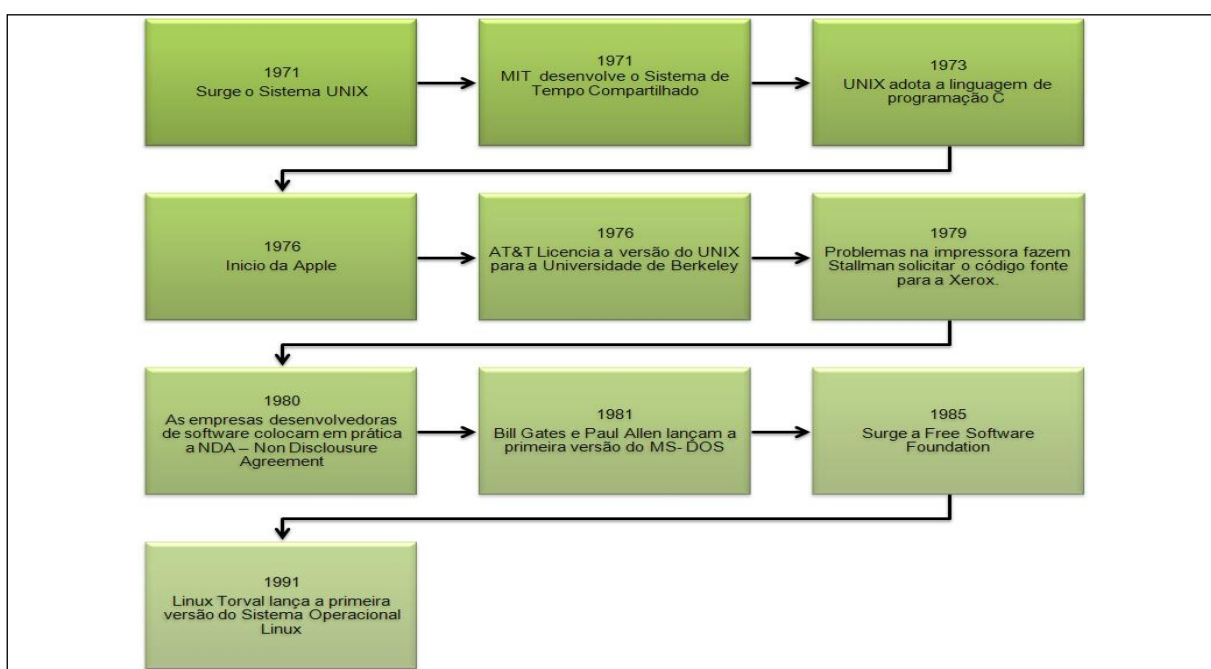 1971
Surge o Sistema UNIX
1971
MIT desenvolve o Sistema de
Tempo Compartilhado
1973
UNIX adota a linguagem de
programação C
1976
Inicio da Apple
1976
AT&T Licencia a versão do UNIX
para a Universidade de Berkeley
1979
Problemas na impressora fazem
Stallman solicitar o código fonte
para a Xerox.
1980
As empresas desenvolvedoras
de software colocam em prática
a NDA – Non Disclousure
Agreement
1981
Bill Gates e Paul Allen lançam a
primeira versão do MS- DOS
1985
Surge a Free Software
Foundation
1991
Linux Torval lança a primeira
versão do Sistema Operacional
Linux